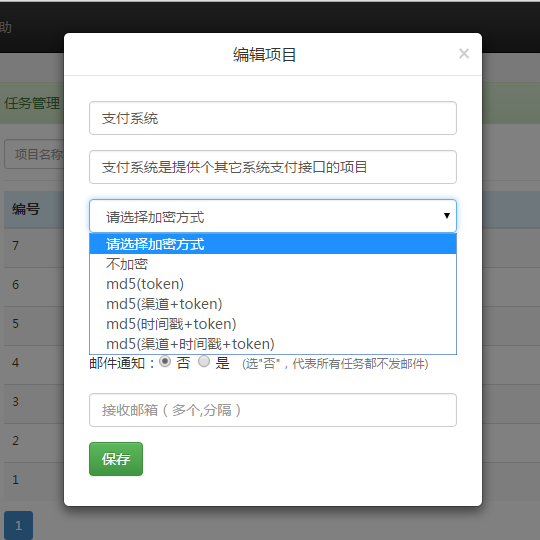 助
编辑项目
×
任务管理
支付系统
项目名称
支付系统是提供个其它系统支付接口的项目
编号
请选择加密方式
请选择加密方式
7
不加密
6
md5(token)
md5(渠道+token)
5
md5(时间戳+token)
md5(渠道+时间戳+token)
4
邮件通知：否 是 (选"否"，代表所有任务都不发邮件)
3
接收邮箱（多个,分隔）
2
保存
1
1